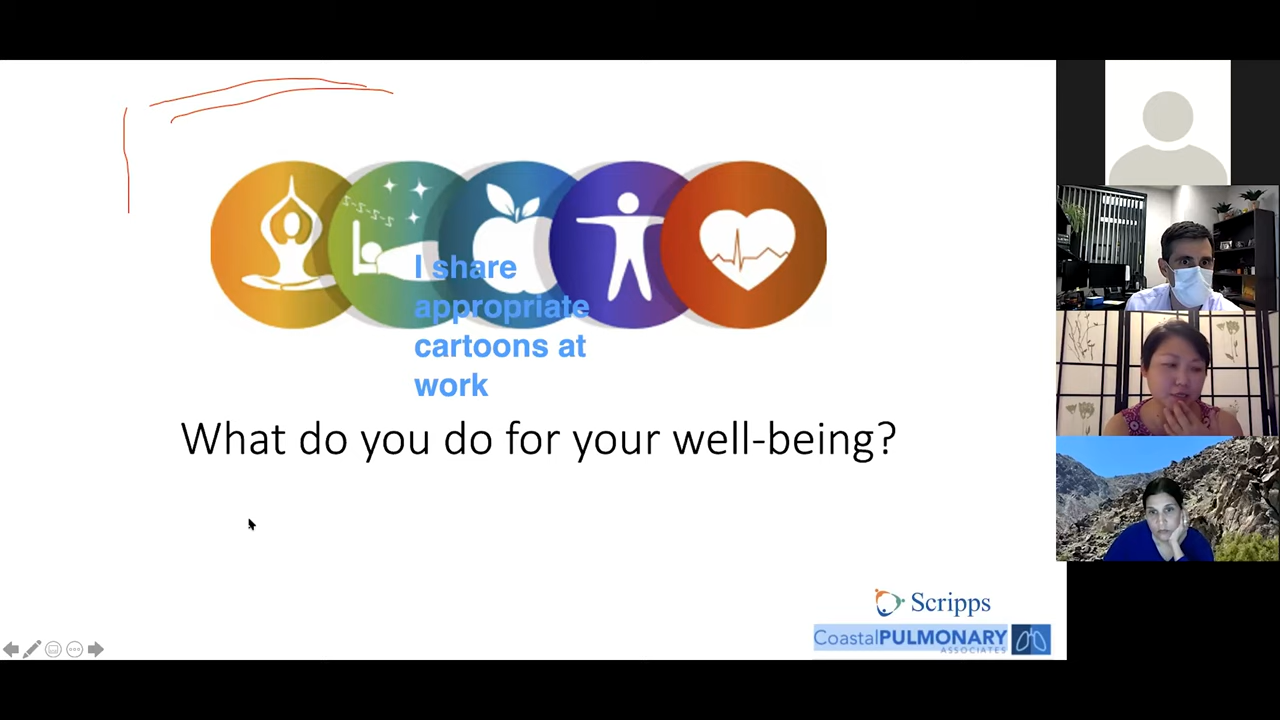 z-z-z-z-z
I share
appropriate
cartoons at
work
What do you do for your well-being?
Scripps
CoastalPULMONARY
ASSOCIATES